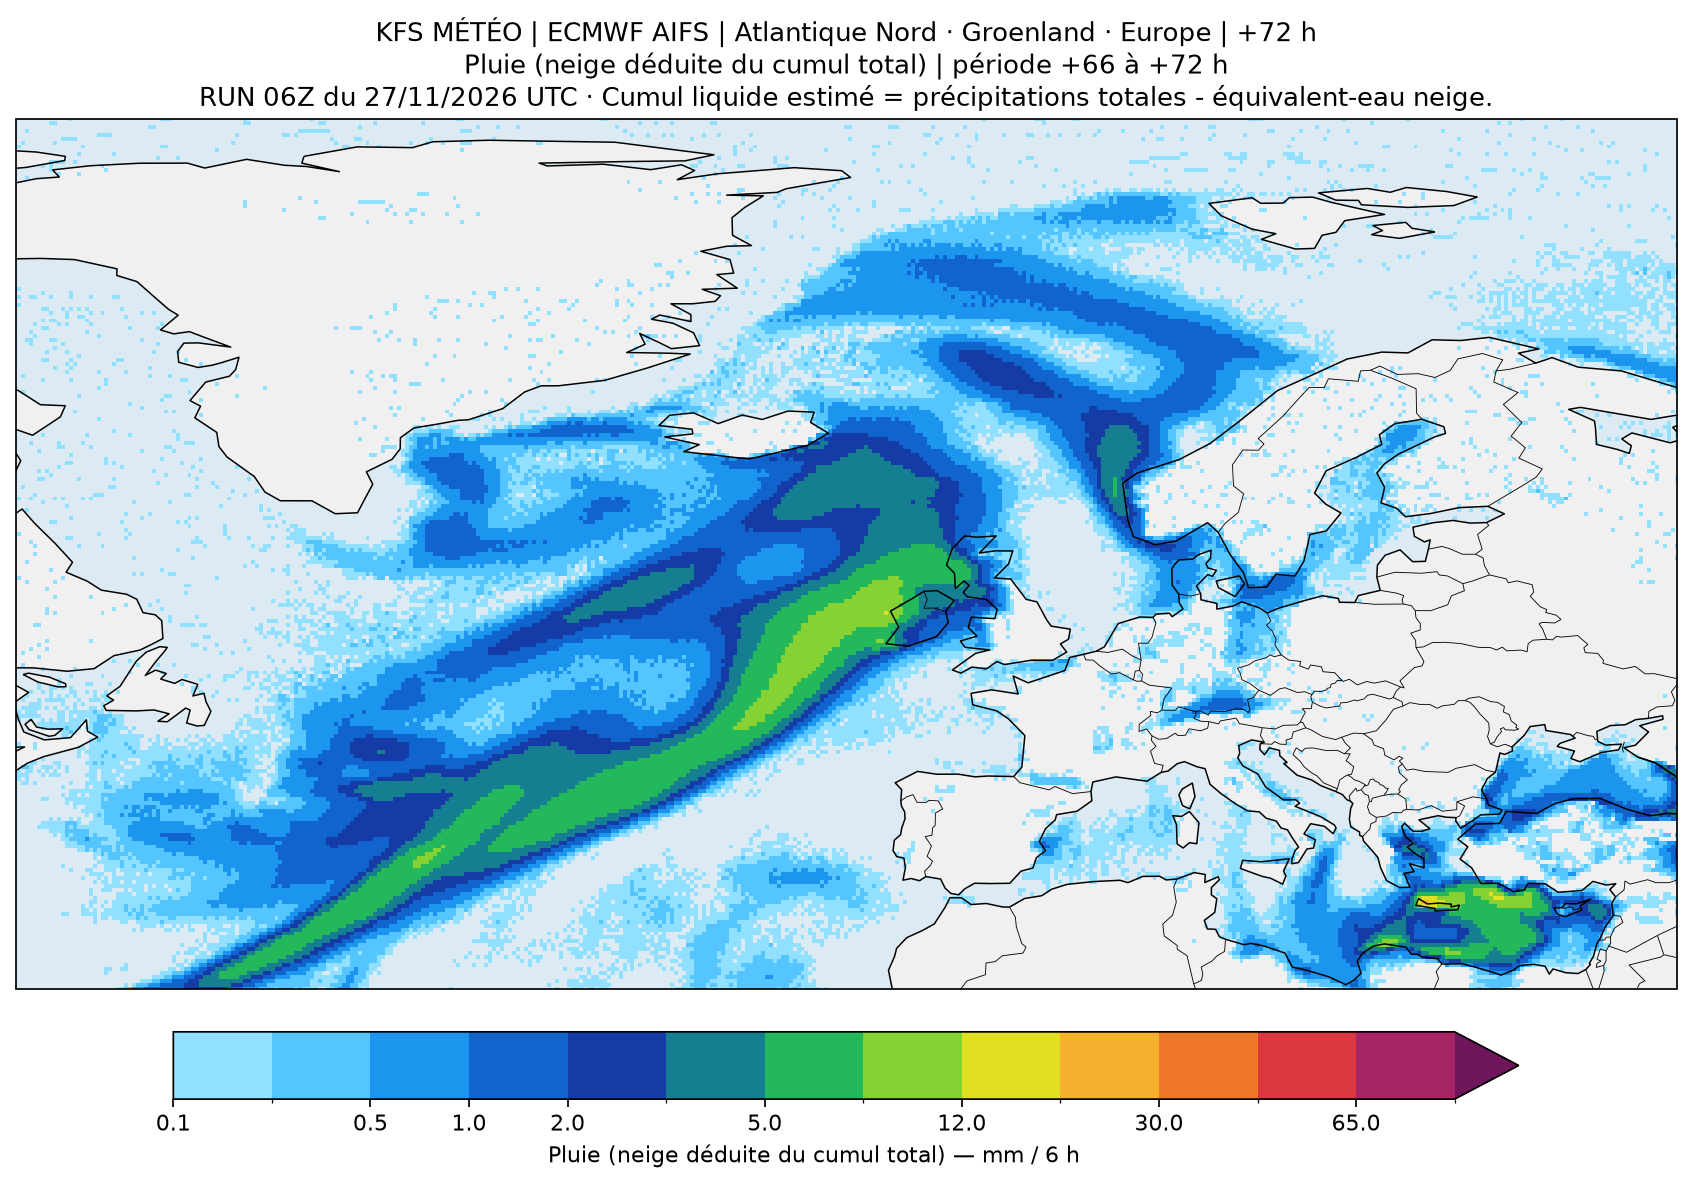 KFS MÉTÉO | ECMWF AIFS | Atlantique Nord · Groenland · Europe | +72 h
Pluie (neige déduite du cumul total) | période +66 à +72 h
RUN 06Z du 27/11/2026 UTC · Cumul liquide estimé = précipitations totales - équivalent-eau neige.
0.1 0.5 1.0 2.0 5.0 12.0 30.0 65.0
Pluie (neige déduite du cumul total) — mm / 6 h